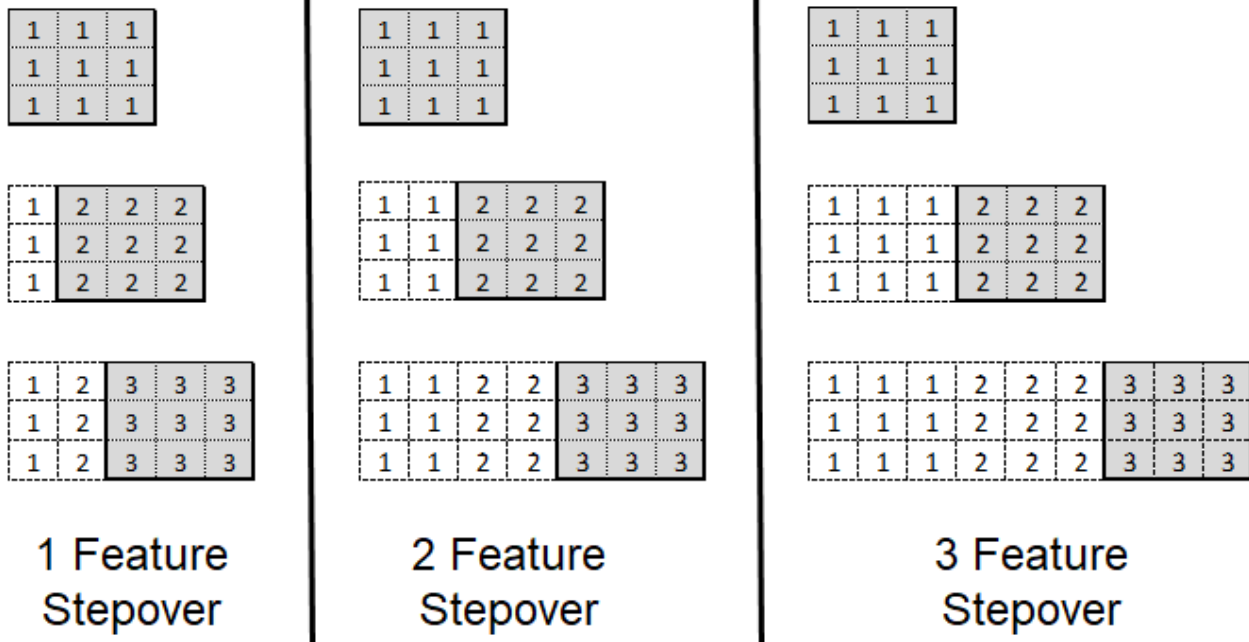 1 1 1
1 1 1
1 1 1
1 2 2 2
1 2 2 2
1 2 2 2
1 2 3 3 3
1 2 3 3 3
1 2 3 3 3
1 Feature
Stepover
1 1 1
1 1 1
1 1 1
1 1 2 2 2
1 1 2 2 2
1 1 2 2 2
1 1 2 2 3 3 3
1 1 2 2 3 3 3
1 1 2 2 3 3 3
2 Feature
Stepover
1 1 1
1 1 1
1 1 1
1 1 1 2 2 2
1 1 1 2 2 2
1 1 1 2 2 2
1 1 1 2 2 2 3 3 3
1 1 1 2 2 2 3 3 3
1 1 1 2 2 2 3 3 3
3 Feature
Stepover